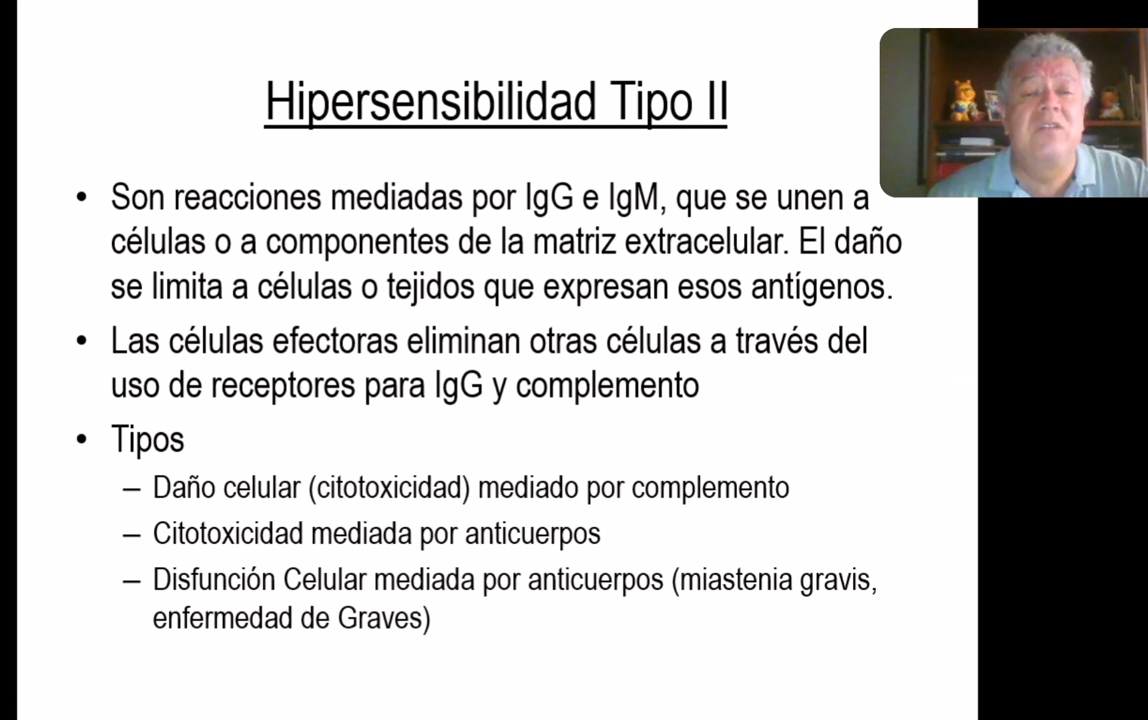 Hipersensibilidad Tipo II
• Son reacciones mediadas por IgG e IgM, que se unen a
células o a componentes de la matriz extracelular. El daño
se limita a células o tejidos que expresan esos antígenos.
• Las células efectoras eliminan otras células a través del
uso de receptores para IgG y complemento
• Tipos
– Daño celular (citotoxicidad) mediado por complemento
– Citotoxicidad mediada por anticuerpos
– Disfunción Celular mediada por anticuerpos (miastenia gravis,
enfermedad de Graves)